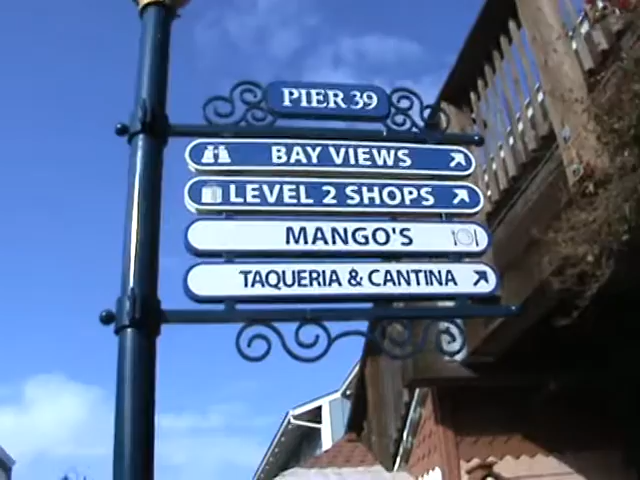 PIER 39
BAY VIEWS
LEVEL 2 SHOPS
MANGO'S
TAQUERIA & CANTINA